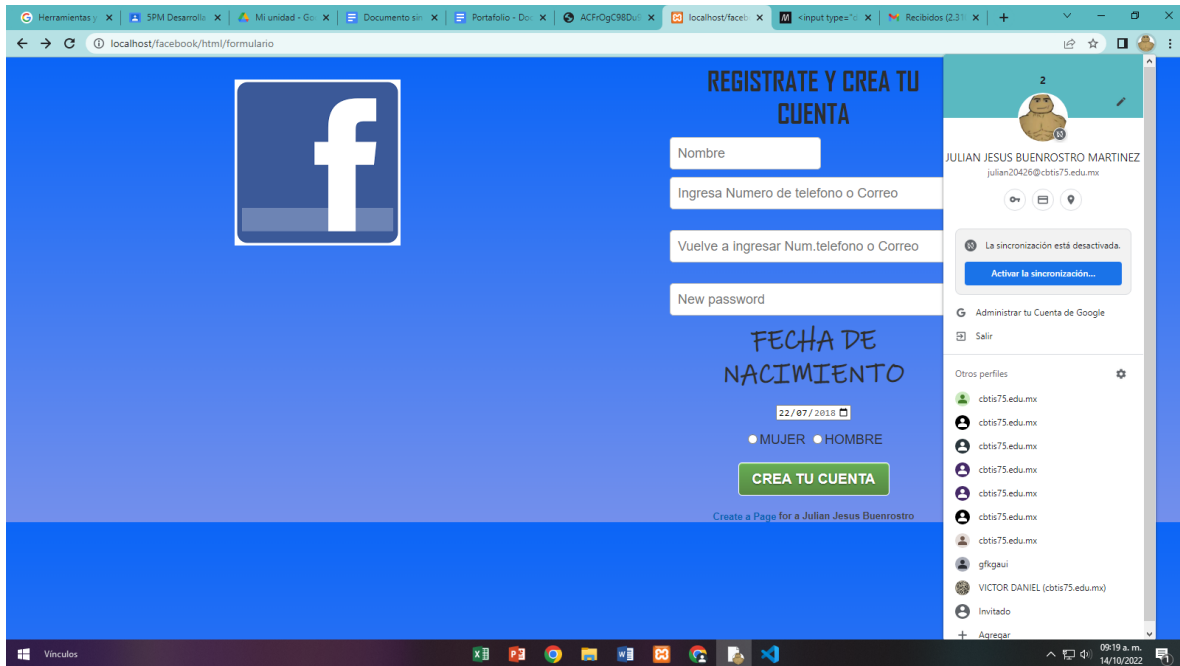 Herramientas y
5PM Desarrollo
Mi unidad - Go
Documento sin
Portafolio - Do
ACFrOgC98Du
localhost/faceb
<input type="d
Recibidos (2.31
localhost/facebook/html/formulario
f
REGISTRATE Y CREA TU
CUENTA
Nombre
Ingresa Numero de telefono o Correo
Vuelve a ingresar Num.telefono o Correo
New password
FECHA DE
NACIMIENTO
22/07/2018
MUJER HOMBRE
CREA TU CUENTA
Create a Page for a Julian Jesus Buenrostro
2
JULIAN JESUS BUENROSTRO MARTINEZ
julian20426@cbtis75.edu.mx
La sincronización está desactivada.
Activar la sincronización...
Administrar tu Cuenta de Google
Salir
Otros perfiles
cbtis75.edu.mx
cbtis75.edu.mx
cbtis75.edu.mx
cbtis75.edu.mx
cbtis75.edu.mx
cbtis75.edu.mx
cbtis75.edu.mx
gfkgaui
VICTOR DANIEL (cbtis75.edu.mx)
Invitado
Agregar
Vínculos
09:19 a. m.
14/10/2022